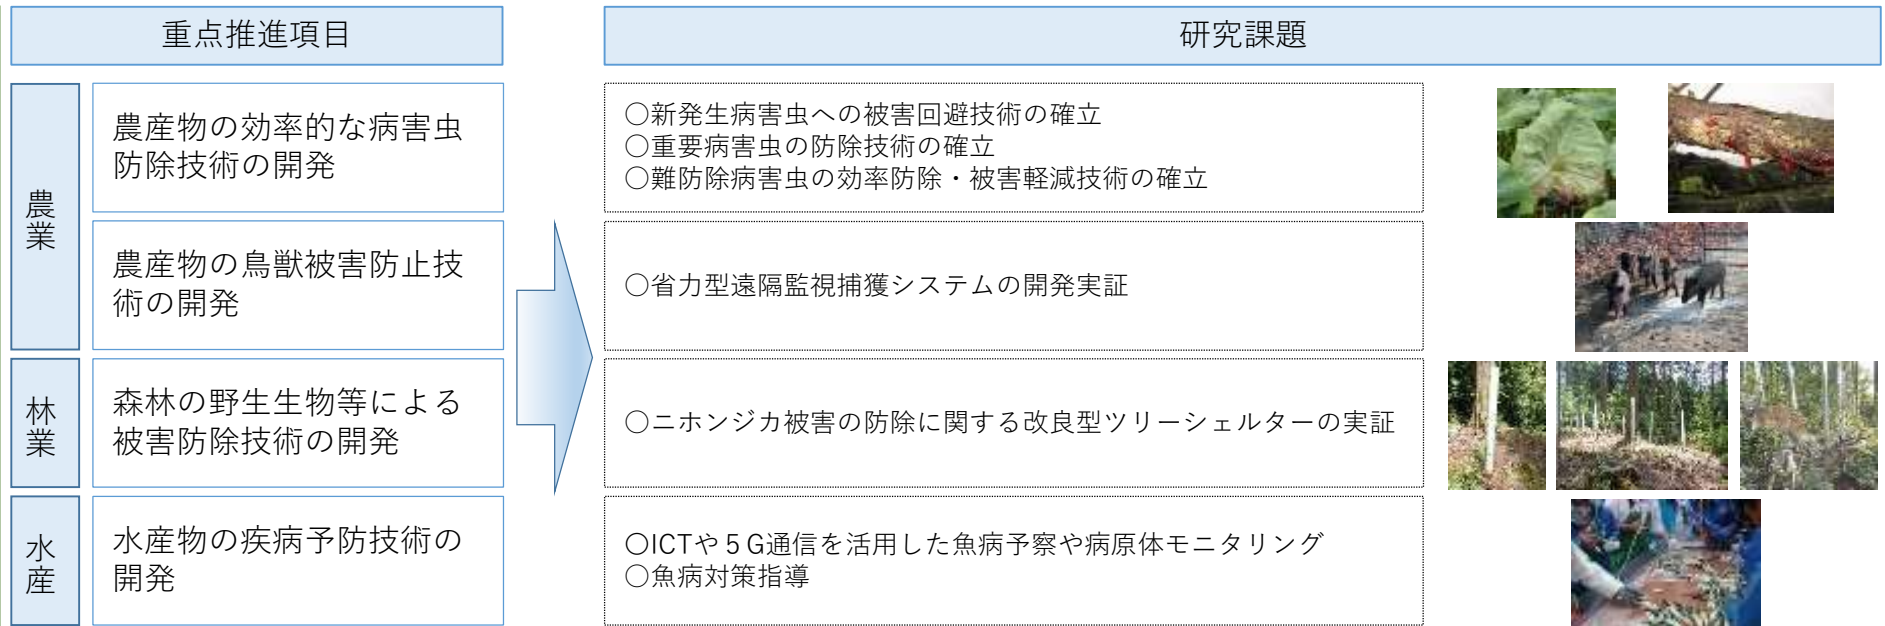 重点推進項目
研究課題
農業
農産物の効率的な病害虫
防除技術の開発
○新発生病害虫への被害回避技術の確立
○重要病害虫の防除技術の確立
○難防除病害虫の効率防除・被害軽減技術の確立
農産物の鳥獣被害防止技
術の開発
○省力型遠隔監視捕獲システムの開発実証
林業
森林の野生生物等による
被害防除技術の開発
○ニホンジカ被害の防除に関する改良型ツリーシェルターの実証
水産
水産物の疾病予防技術の
開発
○ICTや５G通信を活用した魚病予察や病原体モニタリング
○魚病対策指導